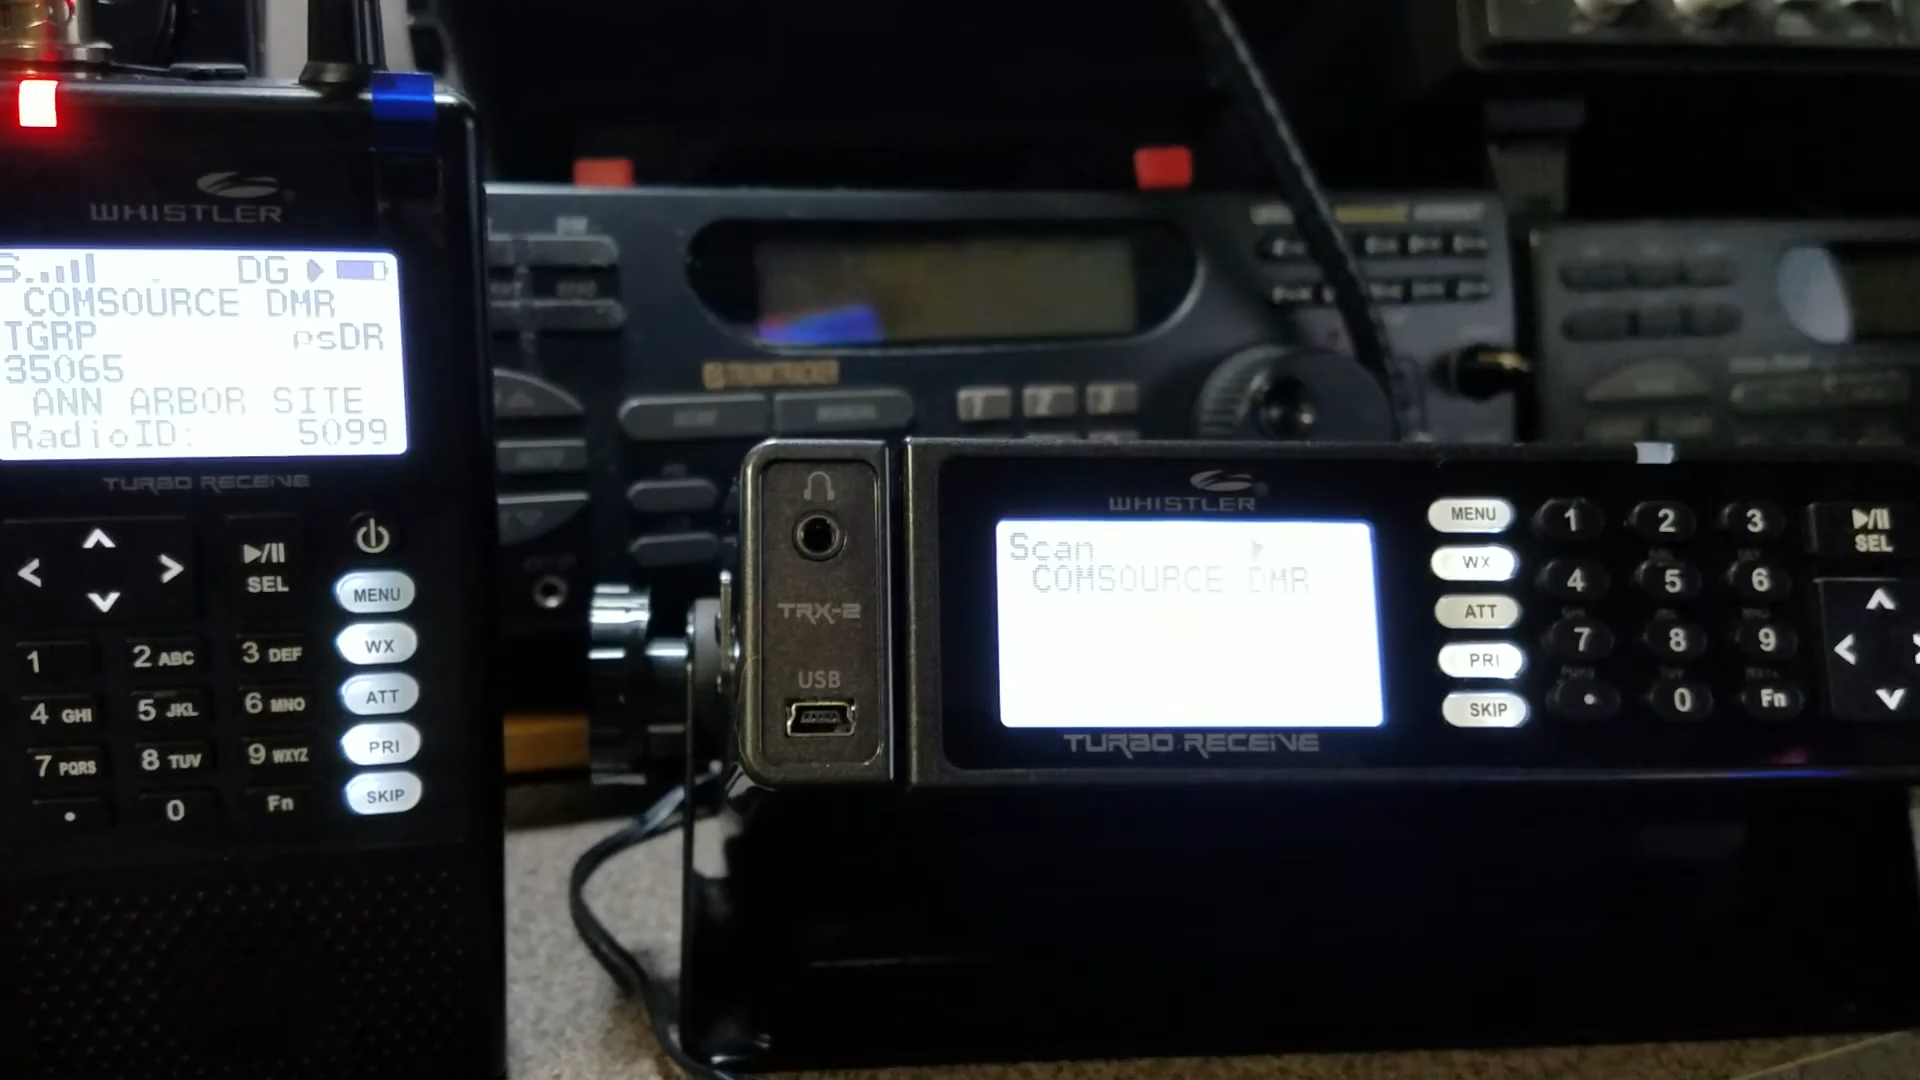 WHISTLER
S DG
COMSOURCE DMR
TGRP psDR
35065
ANN ARBOR SITE
RadioID: 5099
TURBO RECEIVE
SEL
MENU
WX
ATT
PRI
SKIP
1 2 ABC 3 DEF
4 GHI 5 JKL 6 MNO
7 PQRS 8 TUV 9 WXYZ
. 0 Fn
1 2 3
TRX-2
USB
WHISTLER
Scan
COMSOURCE DMR
TURBO RECEIVE
MENU
WX
ATT
PRI
SKIP
1 2 3
4 5 6
7 8 9
. 0 Fn
SEL